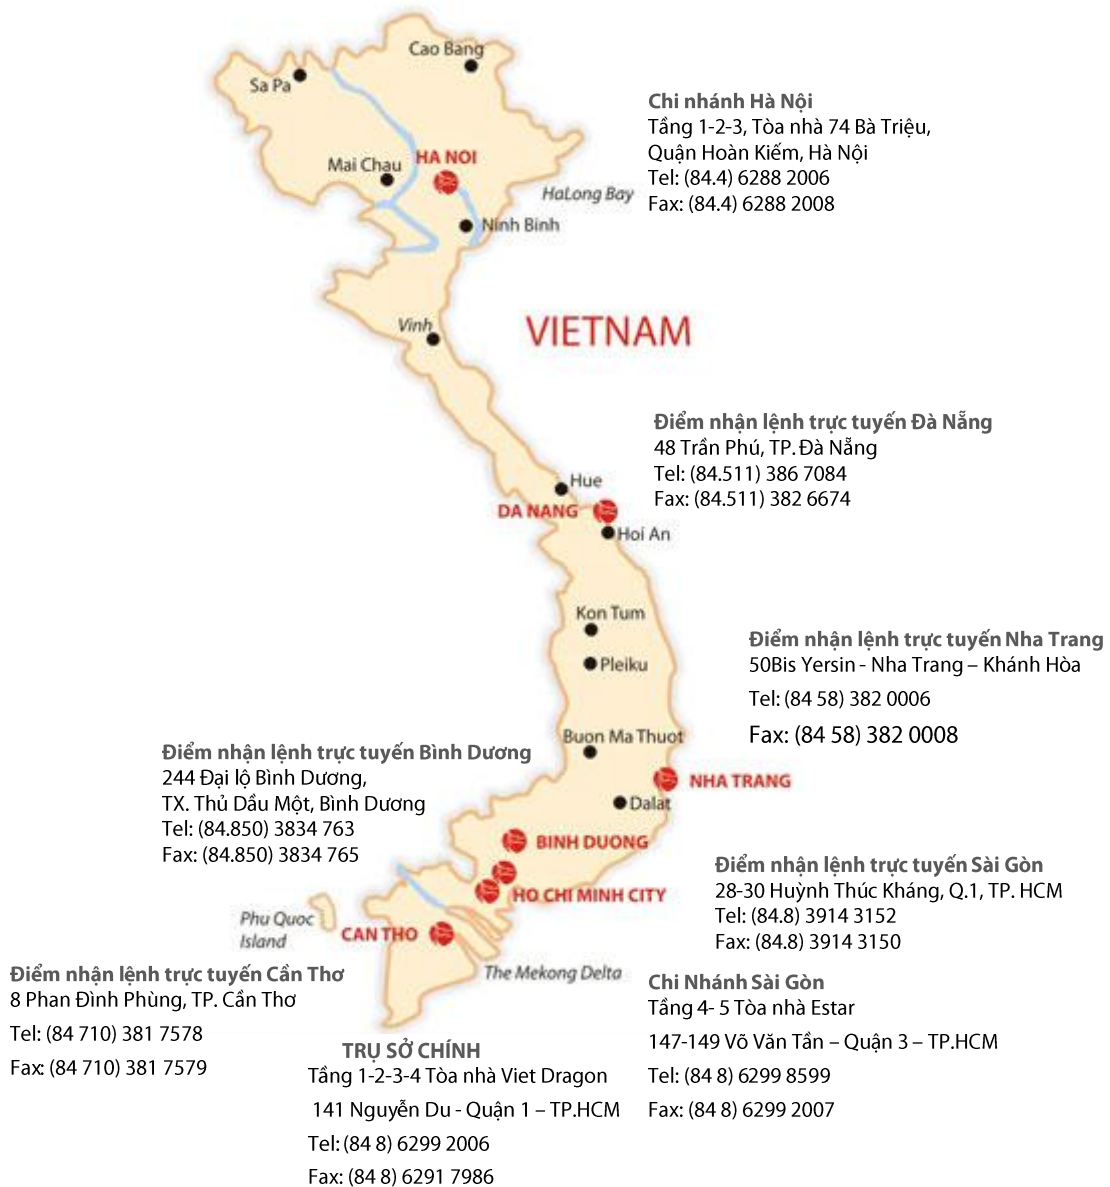 Cao Bang
Sa Pa
Chi nhánh Hà Nội
Tầng 1-2-3, Tòa nhà 74 Bà Triệu,
Quận Hoàn Kiếm, Hà Nội
Tel: (84.4) 6288 2006
Fax: (84.4) 6288 2008
HA NOI
Mai Chau
HaLong Bay
Ninh Binh
Vinh
VIETNAM
Điểm nhận lệnh trực tuyến Đà Nẵng
48 Trần Phú, TP. Đà Nẵng
Tel: (84.511) 386 7084
Fax: (84.511) 382 6674
Hue
DA NANG
Hoi An
Kon Tum
Pleiku
Điểm nhận lệnh trực tuyến Nha Trang
50Bis Yersin - Nha Trang – Khánh Hòa
Tel: (84 58) 382 0006
Fax: (84 58) 382 0008
Buon Ma Thuot
NHA TRANG
Dalat
Điểm nhận lệnh trực tuyến Bình Dương
244 Đại lộ Bình Dương,
TX. Thủ Dầu Một, Bình Dương
Tel: (84.850) 3834 763
Fax: (84.850) 3834 765
BINH DUONG
HO CHI MINH CITY
Điểm nhận lệnh trực tuyến Sài Gòn
28-30 Huỳnh Thúc Kháng, Q.1, TP. HCM
Tel: (84.8) 3914 3152
Fax: (84.8) 3914 3150
Phu Quoc
Island
CAN THO
The Mekong Delta
Điểm nhận lệnh trực tuyến Cần Thơ
8 Phan Đình Phùng, TP. Cần Thơ
Tel: (84 710) 381 7578
Fax: (84 710) 381 7579
Chi Nhánh Sài Gòn
Tầng 4- 5 Tòa nhà Estar
147-149 Võ Văn Tần – Quận 3 – TP.HCM
Tel: (84 8) 6299 8599
Fax: (84 8) 6299 2007
TRỤ SỞ CHÍNH
Tầng 1-2-3-4 Tòa nhà Viet Dragon
141 Nguyễn Du - Quận 1 – TP.HCM
Tel: (84 8) 6299 2006
Fax: (84 8) 6291 7986